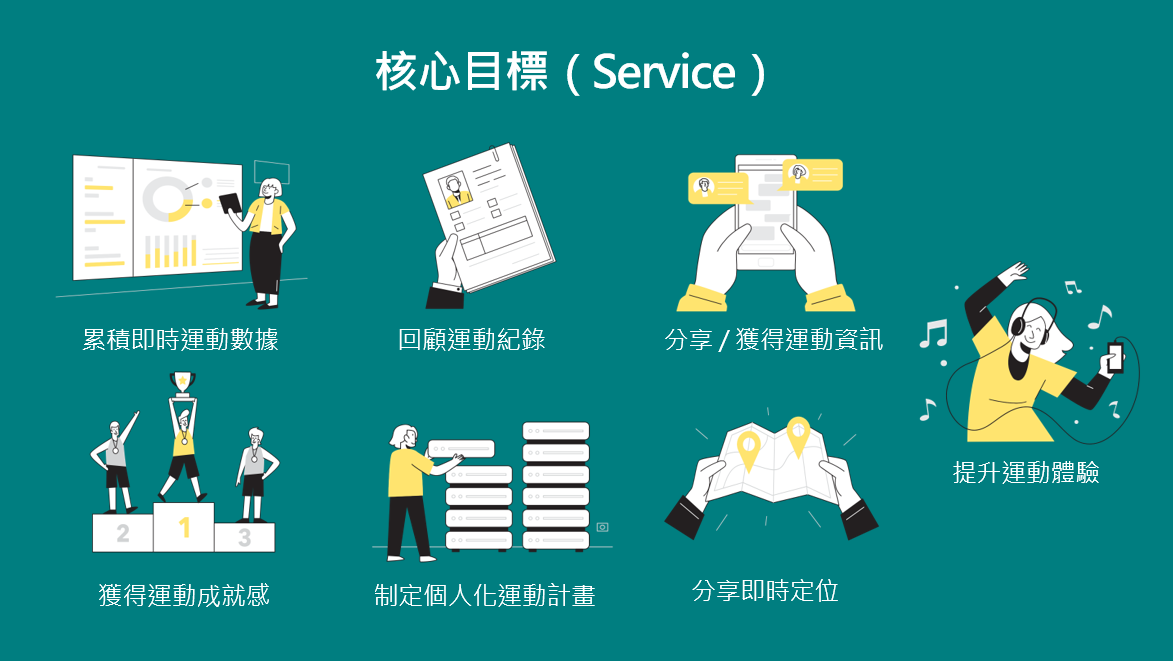 核心目標（Service）
累積即時運動數據
回顧運動紀錄
分享 / 獲得運動資訊
提升運動體驗
2
1
3
獲得運動成就感
制定個人化運動計畫
分享即時定位